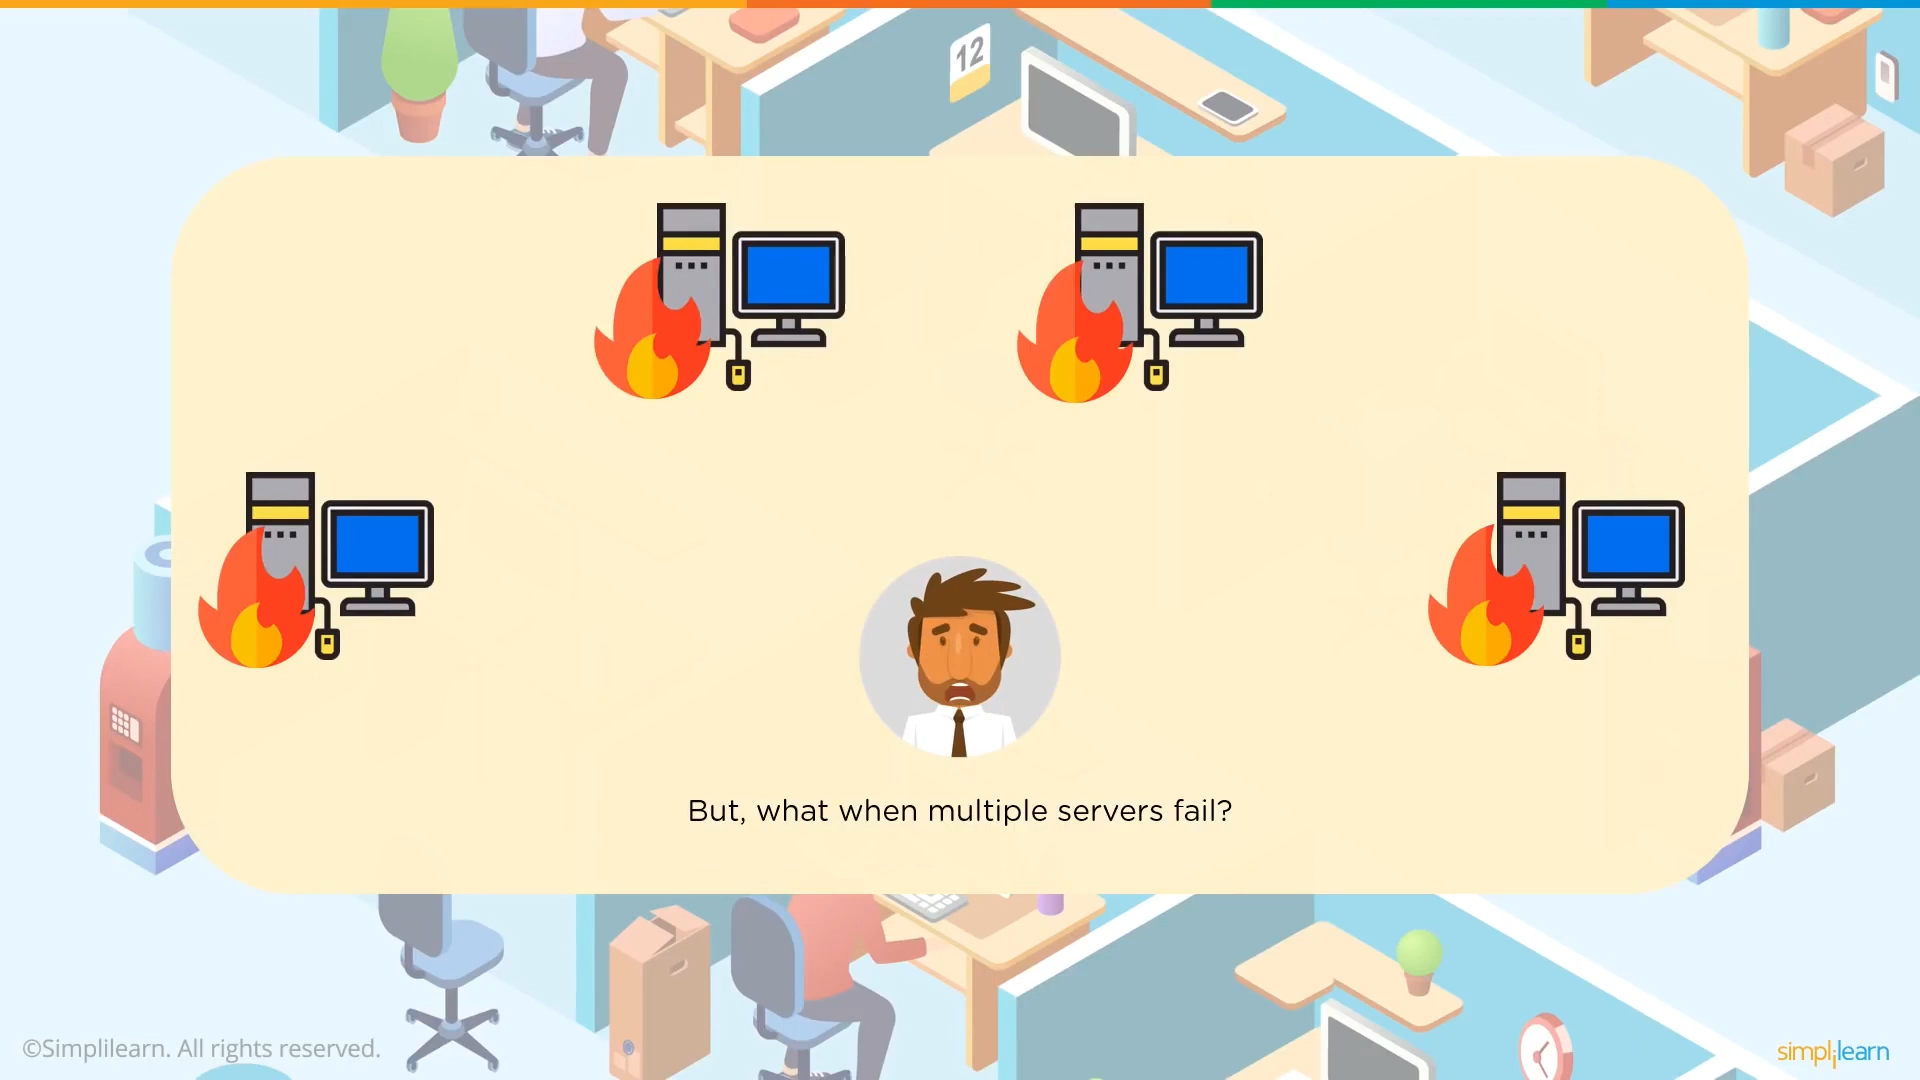 12
But, what when multiple servers fail?
©Simplilearn. All rights reserved.
simplilearn